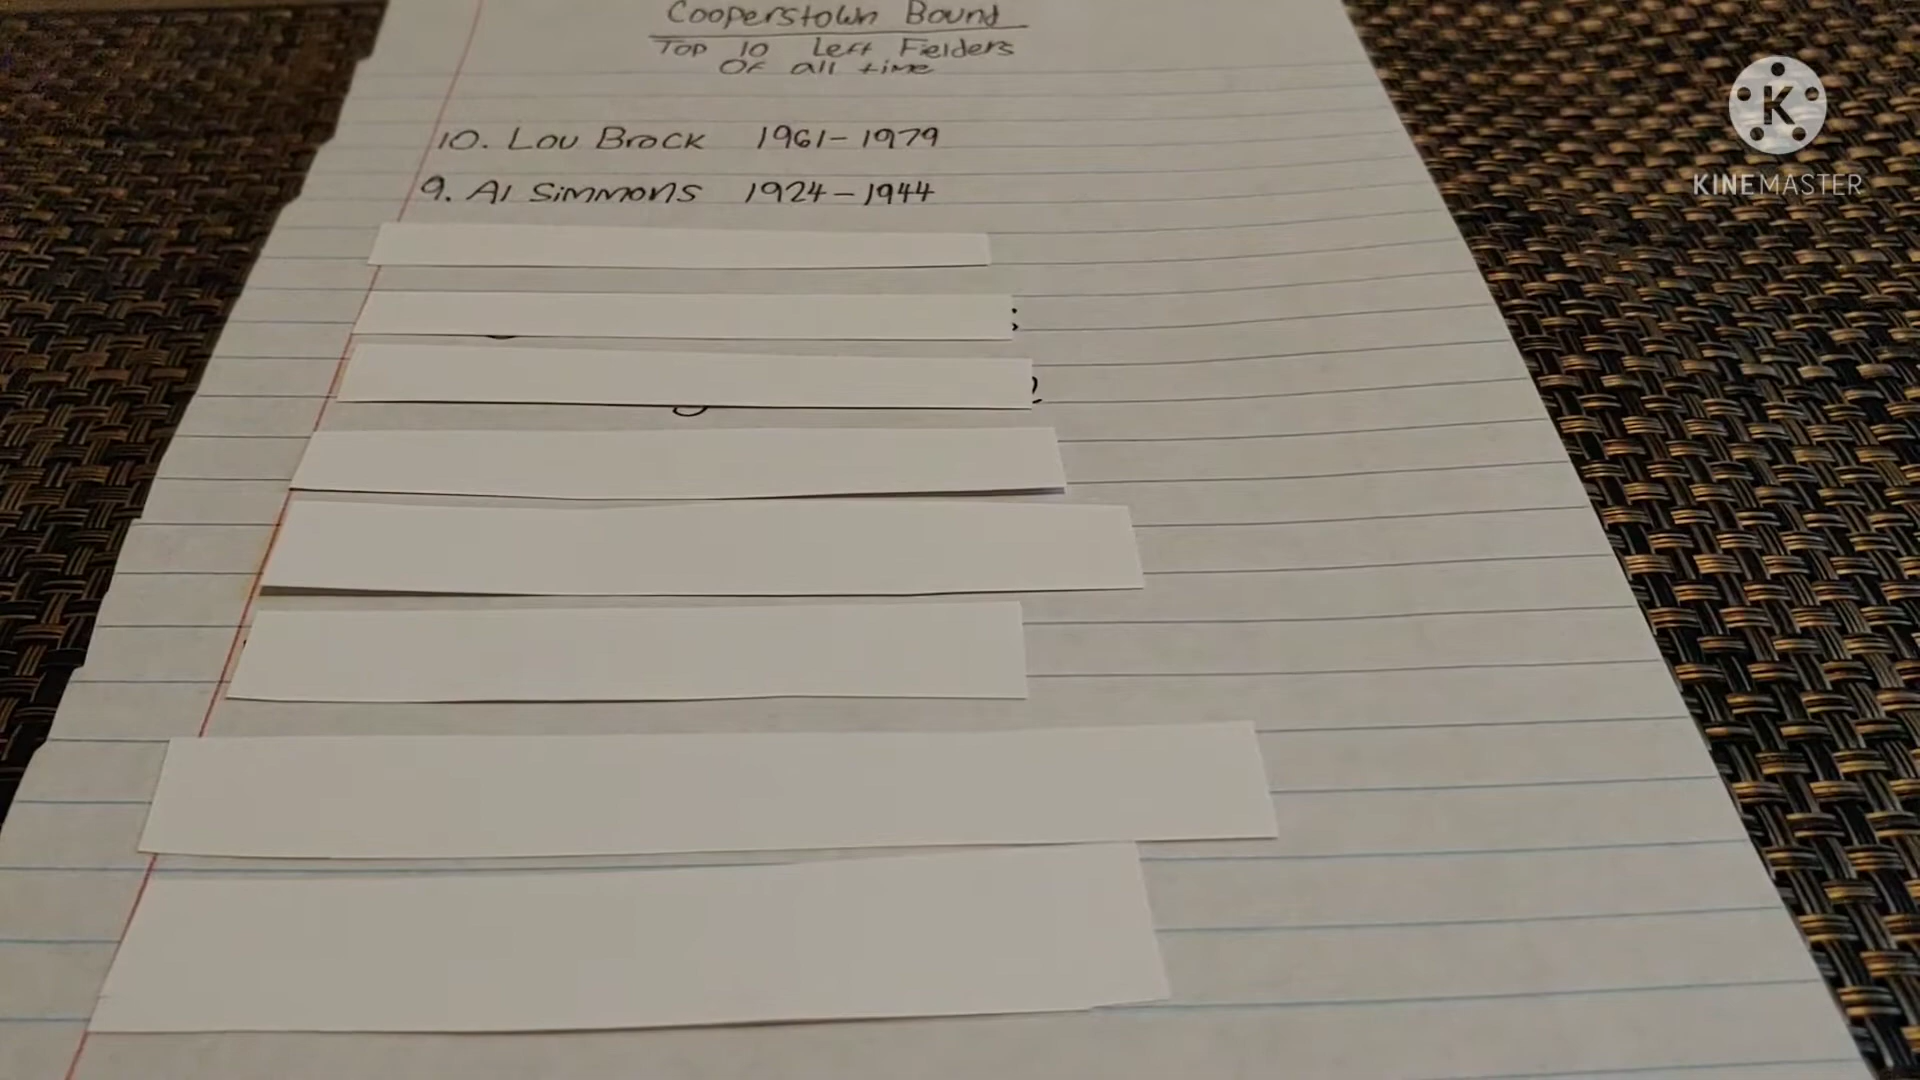 Cooperstown Bound
Top 10 Left Fielders
Of all time
10. Lou Brock 1961-1979
9. Al Simmons 1924-1944
K
KINEMASTER